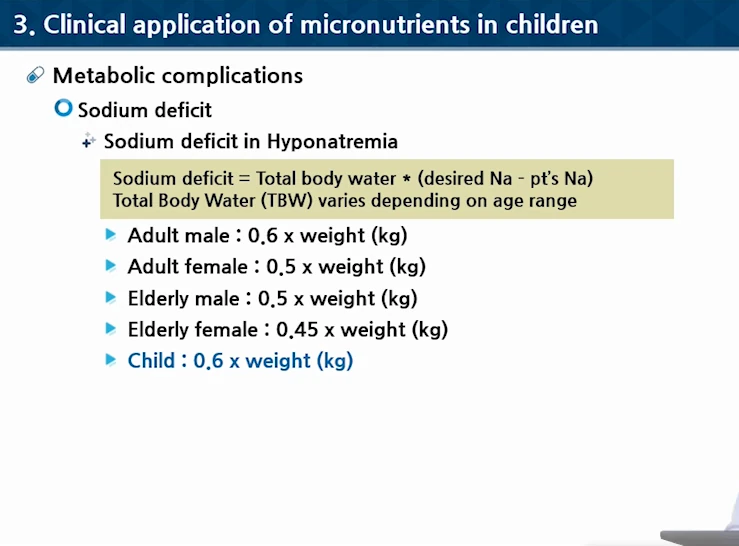 3. Clinical application of micronutrients in children
Metabolic complications
Sodium deficit
Sodium deficit in Hyponatremia
Sodium deficit = Total body water * (desired Na - pt's Na)
Total Body Water (TBW) varies depending on age range
Adult male : 0.6 x weight (kg)
Adult female : 0.5 x weight (kg)
Elderly male : 0.5 x weight (kg)
Elderly female : 0.45 x weight (kg)
Child : 0.6 x weight (kg)